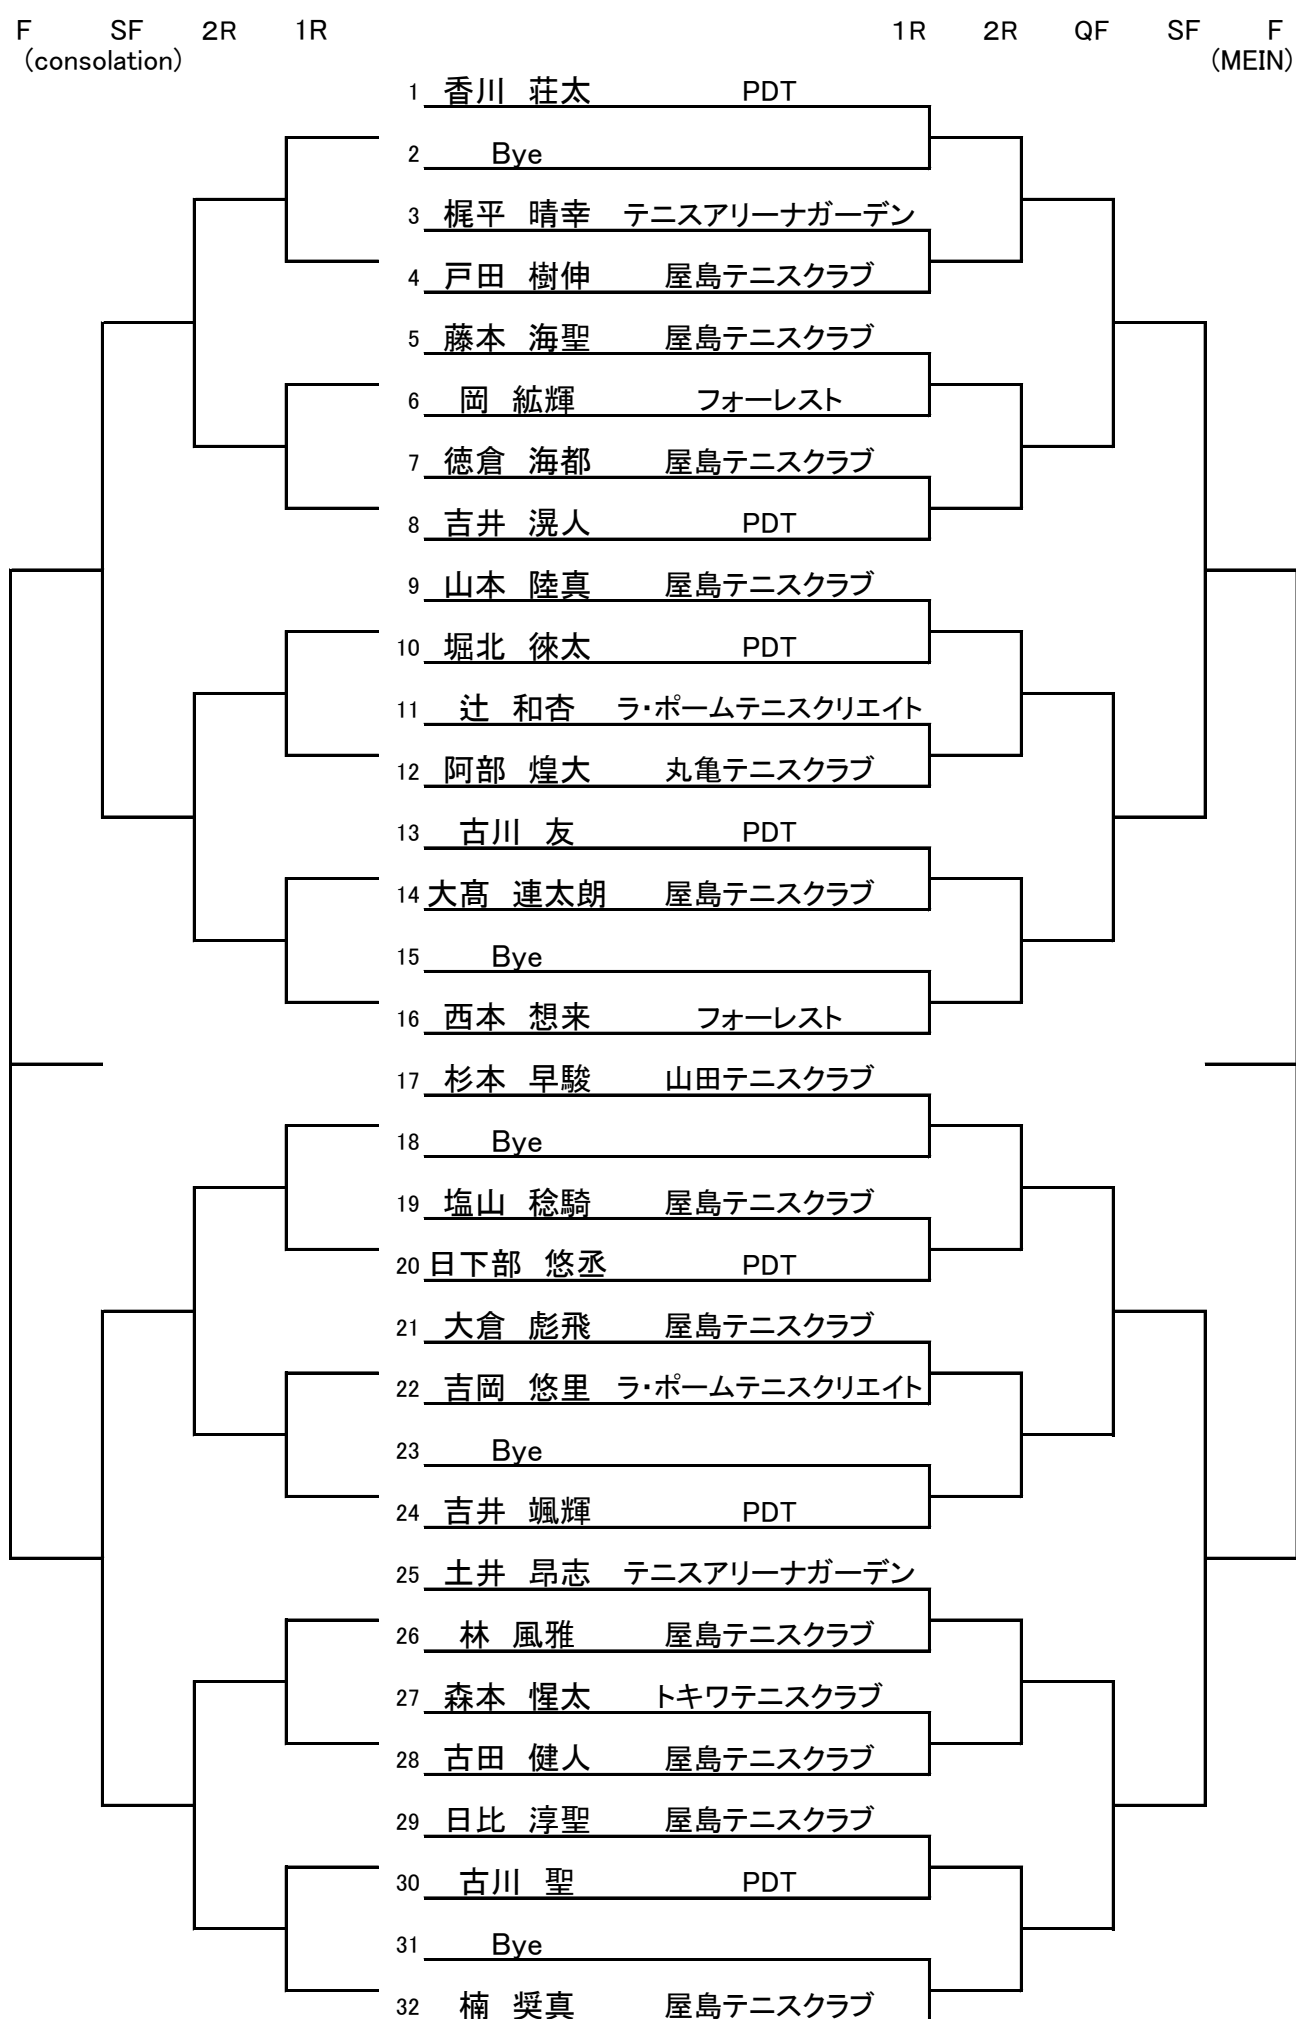 F SF 2R 1R 1R 2R QF SF F
(consolation) (MEIN)
1 香川 荘太 PDT
2 Bye
3 梶平 晴幸 テニスアリーナガーデン
4 戸田 樹伸 屋島テニスクラブ
5 藤本 海聖 屋島テニスクラブ
6 岡 紘輝 フォーレスト
7 徳倉 海都 屋島テニスクラブ
8 吉井 滉人 PDT
9 山本 陸真 屋島テニスクラブ
10 堀北 徠太 PDT
11 辻 和杏 ラ・ポームテニスクリエイト
12 阿部 煌大 丸亀テニスクラブ
13 古川 友 PDT
14 大髙 連太朗 屋島テニスクラブ
15 Bye
16 西本 想来 フォーレスト
17 杉本 早駿 山田テニスクラブ
18 Bye
19 塩山 稔騎 屋島テニスクラブ
20 日下部 悠丞 PDT
21 大倉 彪飛 屋島テニスクラブ
22 吉岡 悠里 ラ・ポームテニスクリエイト
23 Bye
24 吉井 颯輝 PDT
25 土井 昂志 テニスアリーナガーデン
26 林 風雅 屋島テニスクラブ
27 森本 惺太 トキワテニスクラブ
28 古田 健人 屋島テニスクラブ
29 日比 淳聖 屋島テニスクラブ
30 古川 聖 PDT
31 Bye
32 楠 奨真 屋島テニスクラブ